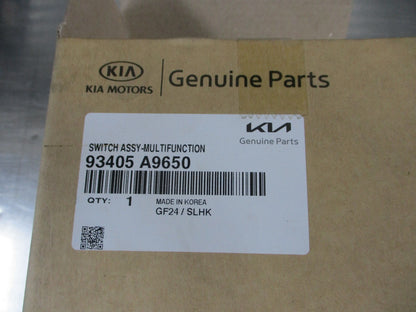 KIA
KIA MOTORS
Genuine Parts
KIA
Genuine Parts
SWITCH ASSY-MULTIFUNCTION
93405 A9650
QTY: 1
MADE IN KOREA
GF24 / SLHK